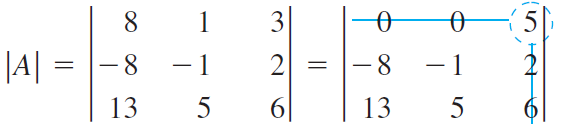 |A| = | 8 1 3 | = | 0 0 5 |
| -8 -1 2 | | -8 -1 2 |
| 13 5 6 | | 13 5 6 |